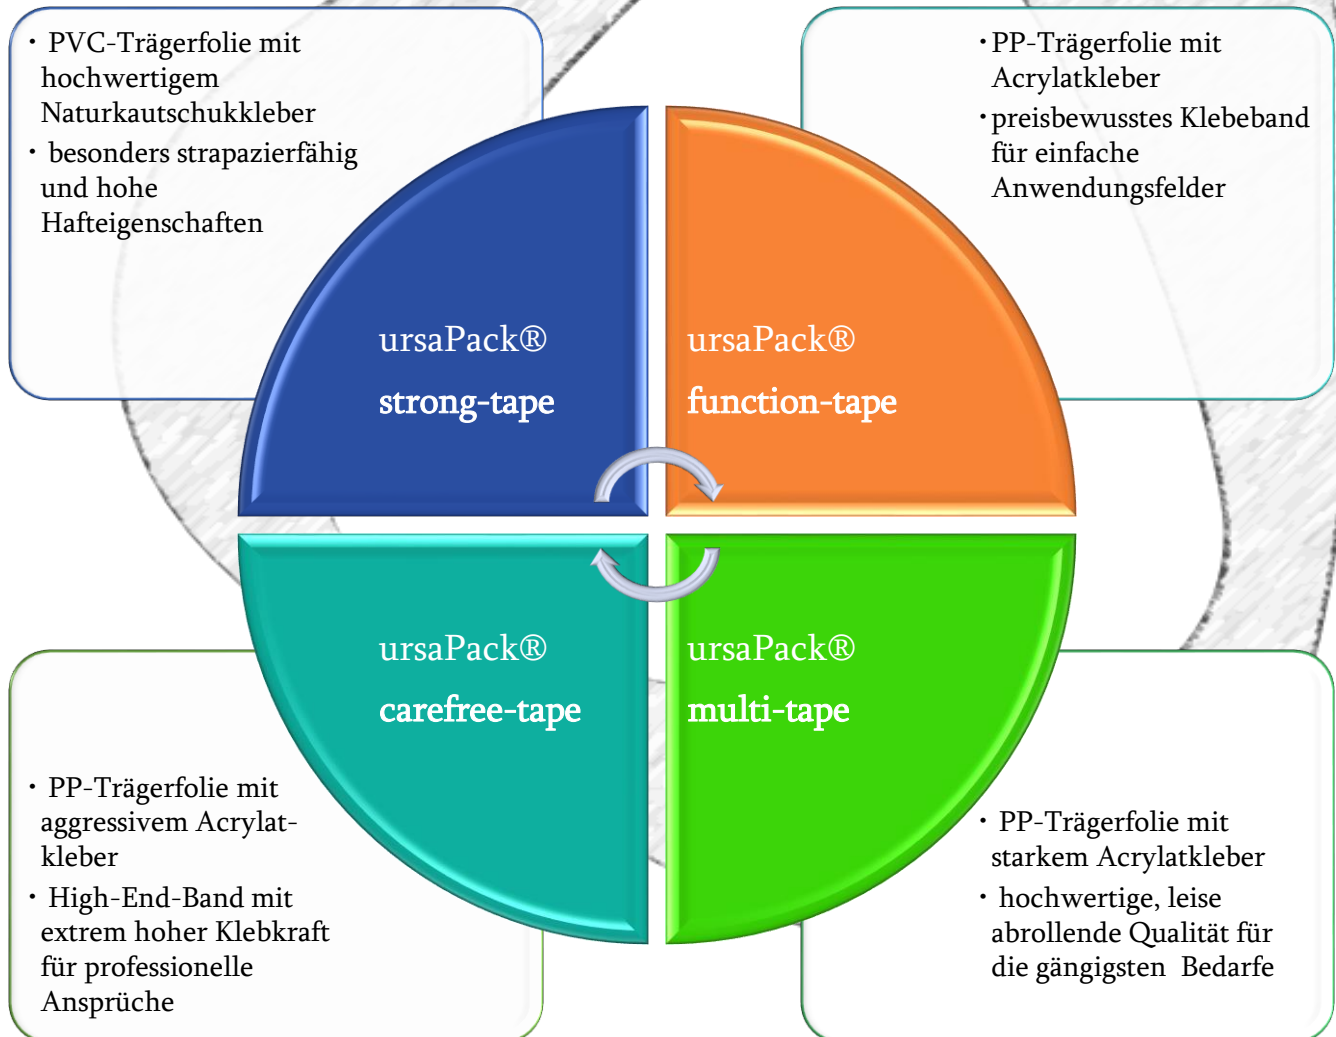 · PVC-Trägerfolie mit
hochwertigem
Naturkautschukkleber
· besonders strapazierfähig
und hohe
Hafteigenschaften
· PP-Trägerfolie mit
Acrylatkleber
· preisbewusstes Klebeband
für einfache
Anwendungsfelder
ursaPack®
strong-tape
ursaPack®
function-tape
ursaPack®
carefree-tape
ursaPack®
multi-tape
· PP-Trägerfolie mit
aggressivem Acrylat-
kleber
· High-End-Band mit
extrem hoher Klebkraft
für professionelle
Ansprüche
· PP-Trägerfolie mit
starkem Acrylatkleber
· hochwertige, leise
abrollende Qualität für
die gängigsten Bedarfe